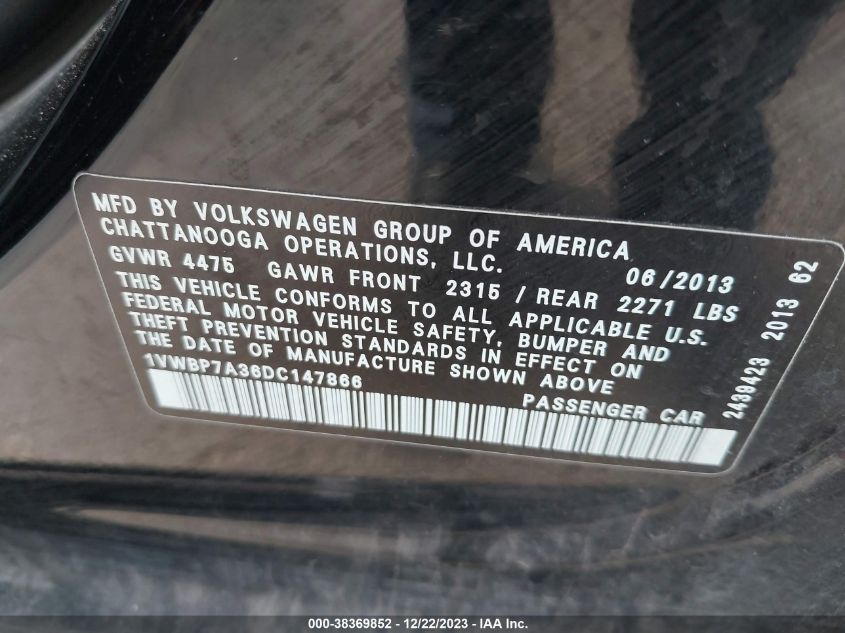 MFD BY VOLKSWAGEN GROUP OF AMERICA
CHATTANOOGA OPERATIONS, LLC.
06/2013
GVWR 4475 GAWR FRONT 2315 / REAR 2271 LBS
THIS VEHICLE CONFORMS TO ALL APPLICABLE U.S.
FEDERAL MOTOR VEHICLE SAFETY, BUMPER AND
THEFT PREVENTION STANDARDS IN EFFECT ON
THE DATE OF MANUFACTURE SHOWN ABOVE
1VWBP7A36DC147866
PASSENGER CAR
2439423 2013 62
000-38369852 - 12/22/2023 - IAA Inc.